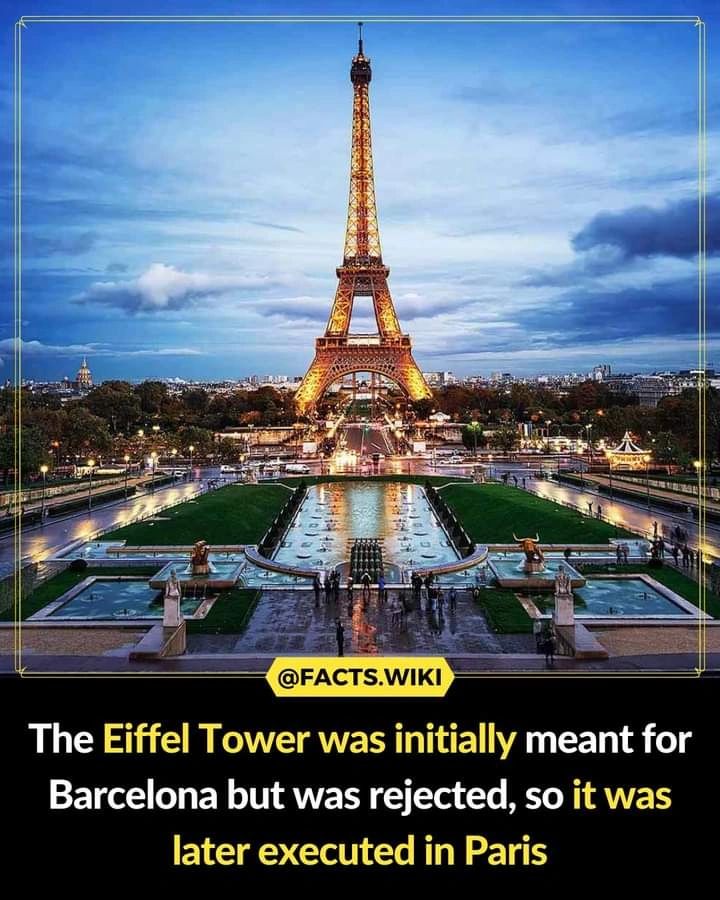 @FACTS.WIKI
The Eiffel Tower was initially meant for
Barcelona but was rejected, so it was
later executed in Paris